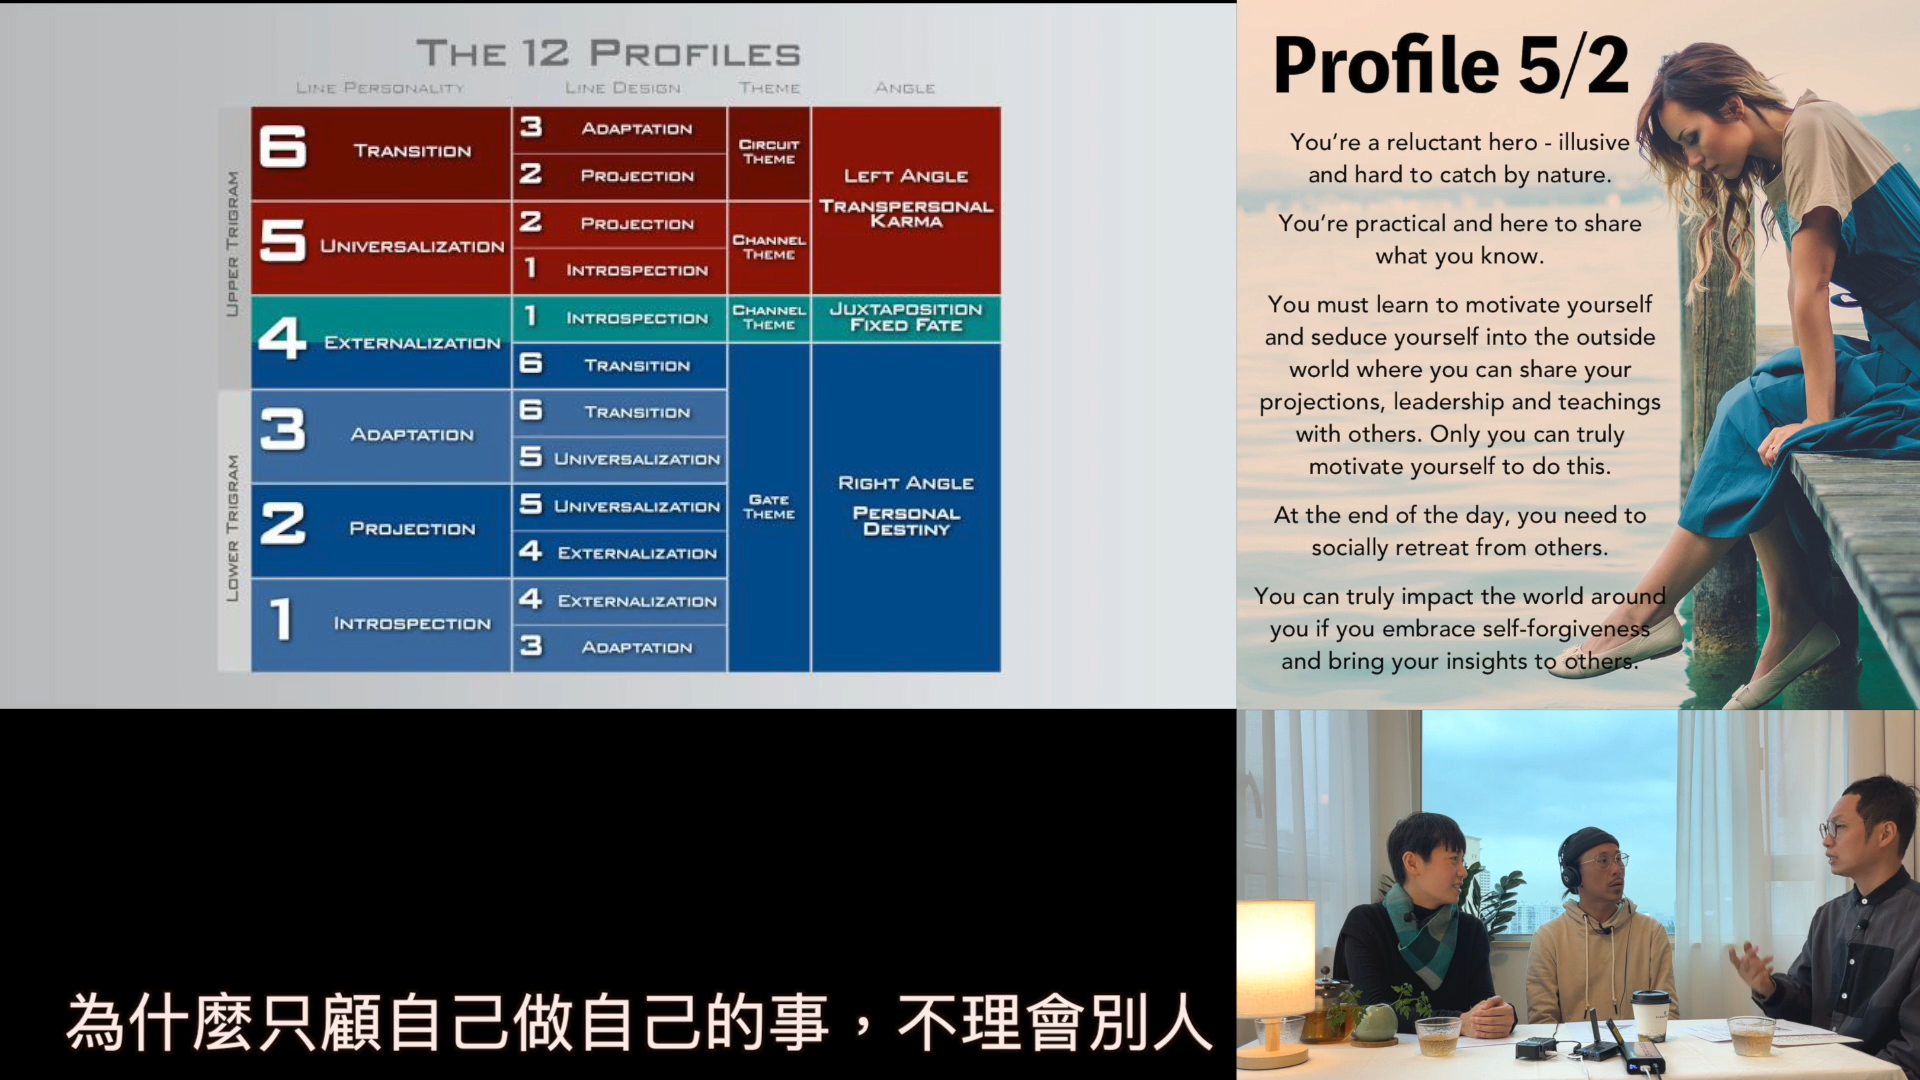 THE 12 PROFILES
LINE PERSONALITY LINE DESIGN THEME ANGLE
UPPER TRIGRAM
LOWER TRIGRAM
6 TRANSITION
3 ADAPTATION
2 PROJECTION
CIRCUIT
THEME
5 UNIVERSALIZATION
2 PROJECTION
1 INTROSPECTION
CHANNEL
THEME
LEFT ANGLE
TRANSPERSONAL
KARMA
4 EXTERNALIZATION
1 INTROSPECTION
CHANNEL
THEME
JUXTAPOSITION
FIXED FATE
6 TRANSITION
3 ADAPTATION
6 TRANSITION
5 UNIVERSALIZATION
2 PROJECTION
5 UNIVERSALIZATION
4 EXTERNALIZATION
1 INTROSPECTION
4 EXTERNALIZATION
3 ADAPTATION
GATE
THEME
RIGHT ANGLE
PERSONAL
DESTINY
Profile 5/2
You're a reluctant hero - illusive
and hard to catch by nature.
You're practical and here to share
what you know.
You must learn to motivate yourself
and seduce yourself into the outside
world where you can share your
projections, leadership and teachings
with others. Only you can truly
motivate yourself to do this.
At the end of the day, you need to
socially retreat from others.
You can truly impact the world around
you if you embrace self-forgiveness
and bring your insights to others.
為什麼只顧自己做自己的事，不理會別人